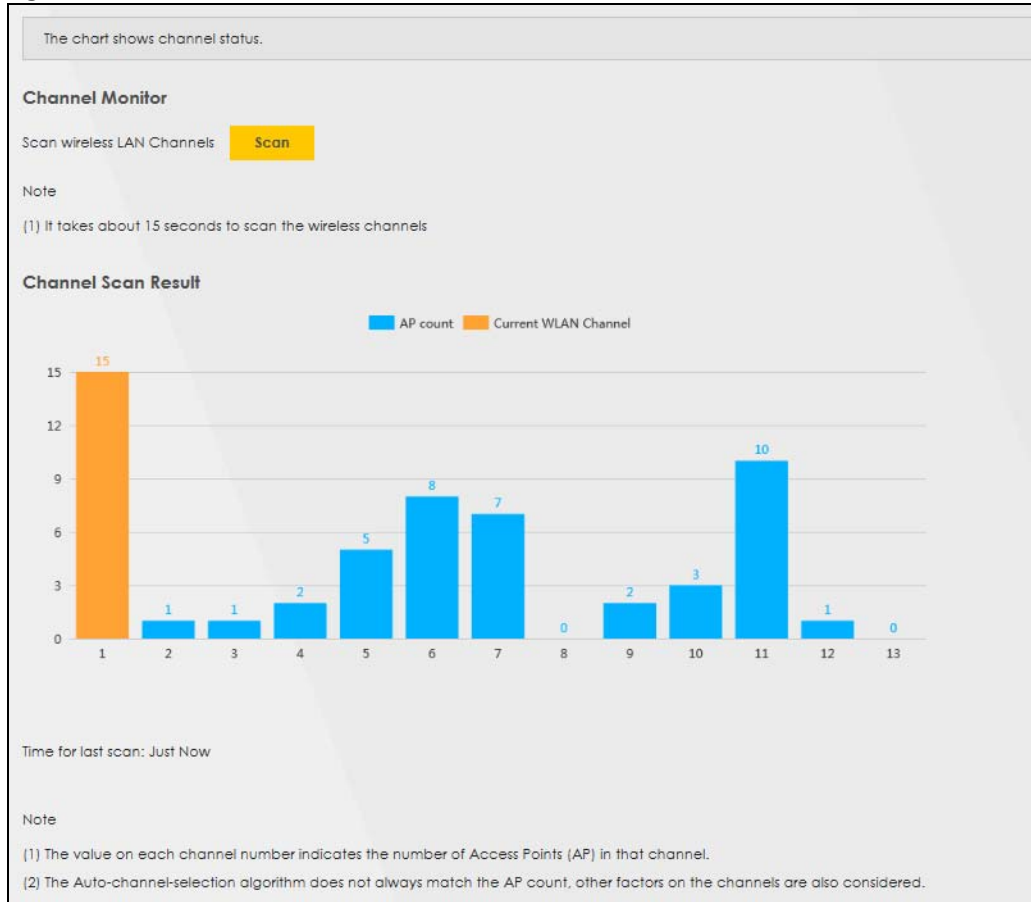 The chart shows channel status.
Channel Monitor
Scan wireless LAN Channels Scan
Note
(1) It takes about 15 seconds to scan the wireless channels
Channel Scan Result
AP count Current WLAN Channel
15
12
9
6
3
0
15 1 1 2 5 8 7 0 2 3 10 1 0
1 2 3 4 5 6 7 8 9 10 11 12 13
Time for last scan: Just Now
Note
(1) The value on each channel number indicates the number of Access Points (AP) in that channel.
(2) The Auto-channel-selection algorithm does not always match the AP count, other factors on the channels are also considered.